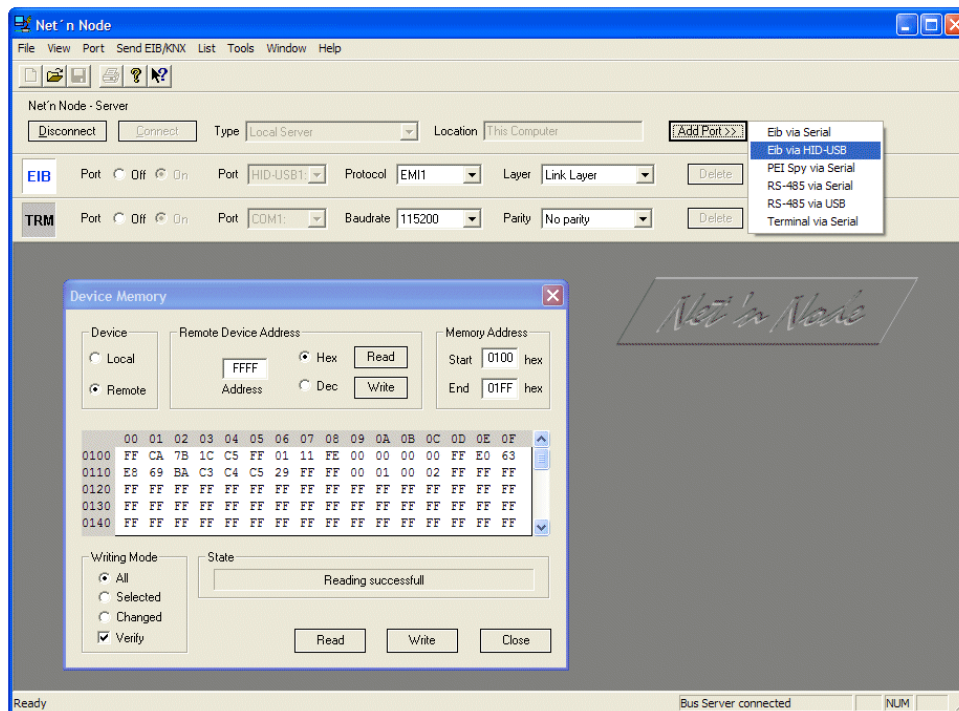 Net´n Node
File View Port Send EIB/KNX List Tools Window Help
Net´n Node - Server
Disconnect Connect Type Local Server Location This Computer Add Port >>
Eib via Serial
Eib via HID-USB
PEI Spy via Serial
RS-485 via Serial
RS-485 via USB
Terminal via Serial
EIB Port Off On Port HID-USB1: Protocol EMI1 Layer Link Layer Delete
TRM Port Off On Port COM1: Baudrate 115200 Parity No parity Delete
Net'n Node
Device Memory
Device Remote Device Address Memory Address
Local FFFF Hex Read Start 0100 hex
Remote Address Dec Write End 01FF hex
00 01 02 03 04 05 06 07 08 09 0A 0B 0C 0D 0E 0F
0100 FF CA 7B 1C C5 FF 01 11 FE 00 00 00 00 FF E0 63
0110 E8 69 BA C3 C4 C5 29 FF FF 00 01 00 02 FF FF FF
0120 FF FF FF FF FF FF FF FF FF FF FF FF FF FF FF FF
0130 FF FF FF FF FF FF FF FF FF FF FF FF FF FF FF FF
0140 FF FF FF FF FF FF FF FF FF FF FF FF FF FF FF FF
Writing Mode State
All Reading successfull
Selected
Changed
Verify Read Write Close
Ready Bus Server connected NUM